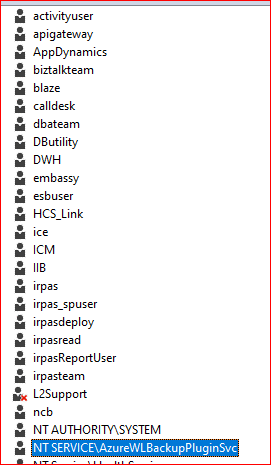 activityuser
apigateway
AppDynamics
biztalkteam
blaze
calldesk
dbateam
DButility
DWH
embassy
esbuser
HCS_Link
ice
ICM
IIB
irpas
irpas_spuser
irpasdeploy
irpasread
irpasReportUser
irpasteam
L2Support
ncb
NT AUTHORITY\SYSTEM
NT SERVICE\AzureWLBackupPluginSvc